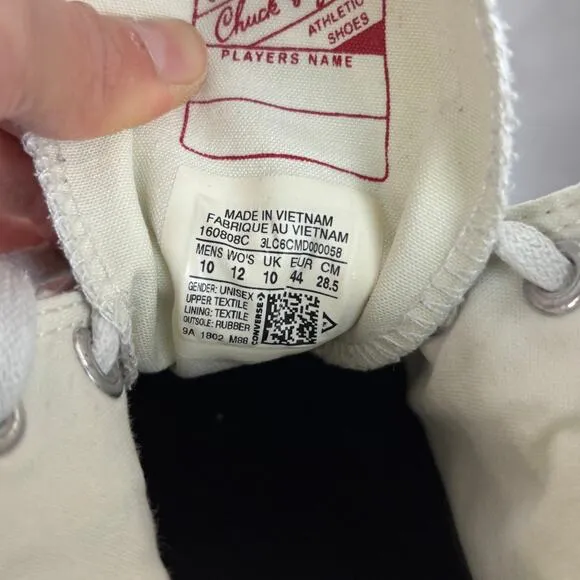 Chuck
ATHLETIC
SHOES
PLAYERS NAME
MADE IN VIETNAM
FABRIQUE AU VIETNAM
160808C 3LC6CMD000058
MENS WO'S UK EUR CM
10 12 10 44 28.5
GENDER: UNISEX
UPPER TEXTILE
LINING: TEXTILE
OUTSOLE: RUBBER
9A 1802 M88
CONVERSE